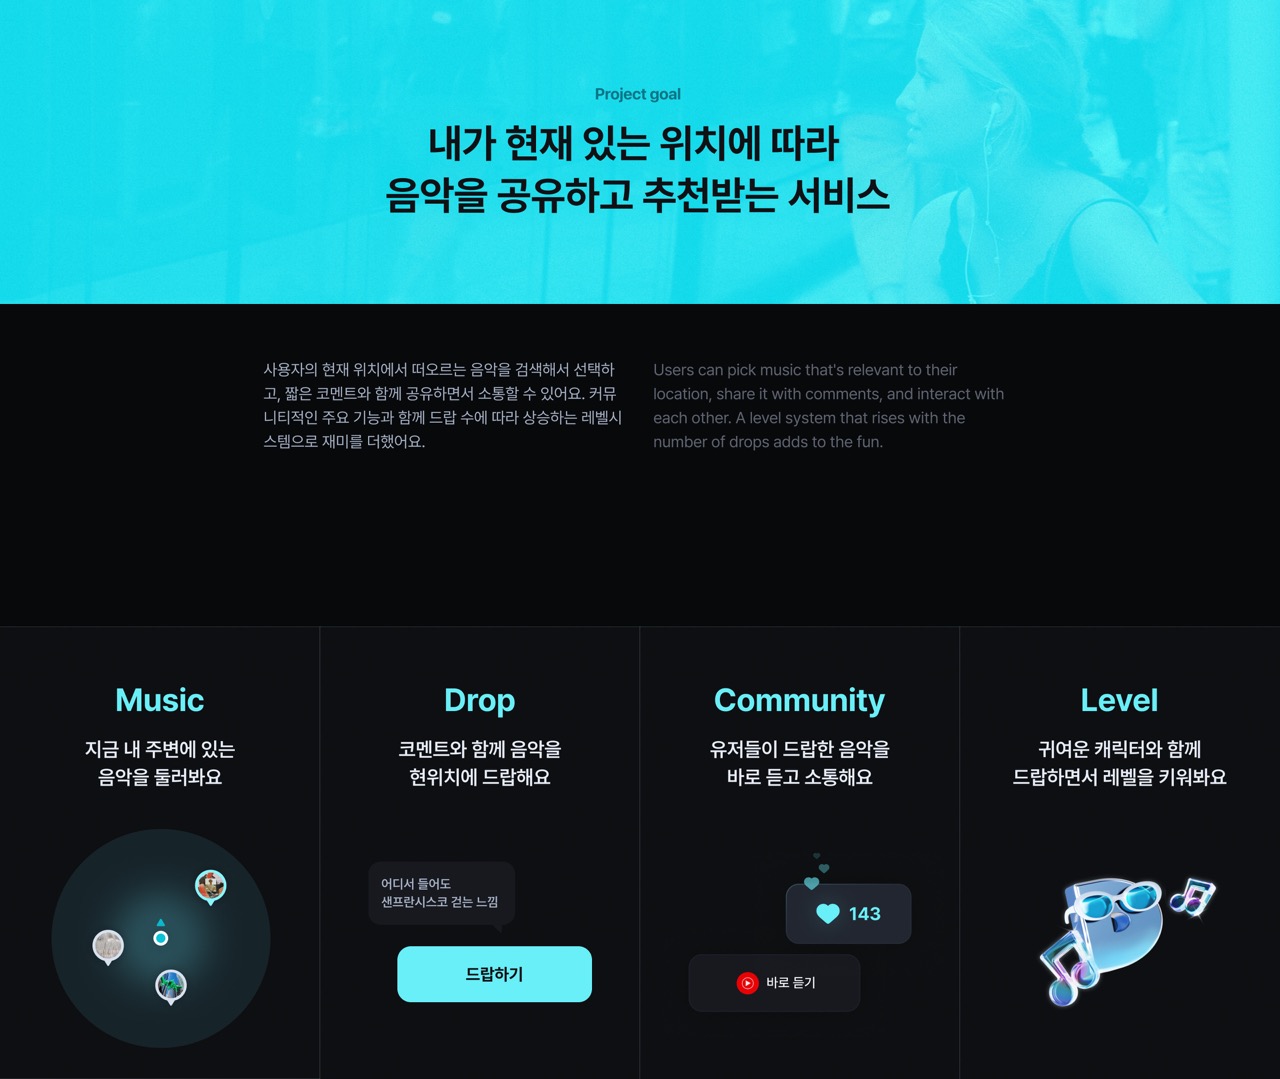 Project goal
내가 현재 있는 위치에 따라
음악을 공유하고 추천받는 서비스
사용자의 현재 위치에서 떠오르는 음악을 검색해서 선택하
고, 짧은 코멘트와 함께 공유하면서 소통할 수 있어요. 커뮤
니티적인 주요 기능과 함께 드랍 수에 따라 상승하는 레벨시
스템으로 재미를 더했어요.
Users can pick music that's relevant to their
location, share it with comments, and interact with
each other. A level system that rises with the
number of drops adds to the fun.
Music
지금 내 주변에 있는
음악을 둘러봐요
Drop
코멘트와 함께 음악을
현위치에 드랍해요
어디서 들어도
샌프란시스코 걷는 느낌
드랍하기
Community
유저들이 드랍한 음악을
바로 듣고 소통해요
143
바로 듣기
Level
귀여운 캐릭터와 함께
드랍하면서 레벨을 키워봐요